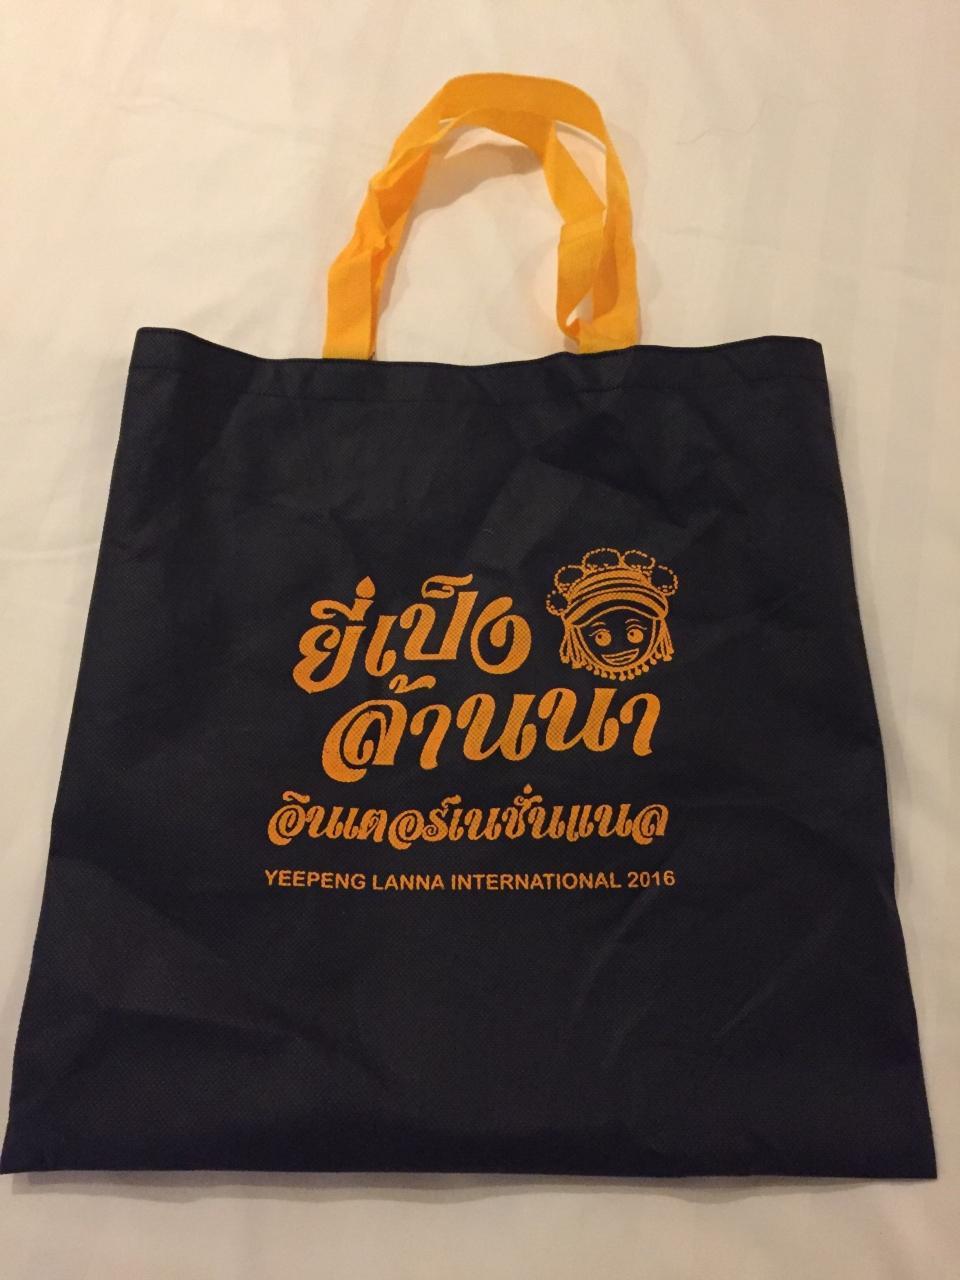 ยี่เป็ง
ล้านนา
อินเตอร์เนชั่นแนล
YEEPENG LANNA INTERNATIONAL 2016